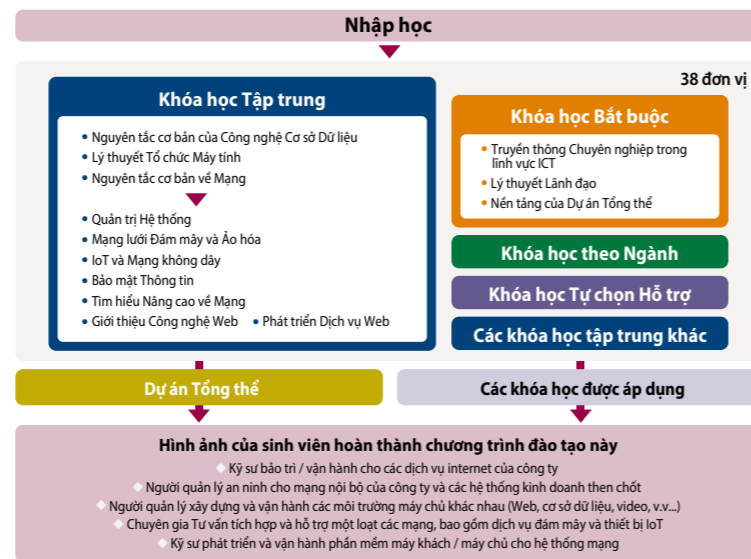 Nhập học
38 đơn vị
Khóa học Tập trung
Nguyên tắc cơ bản của Công nghệ Cơ sở Dữ liệu
Lý thuyết Tổ chức Máy tính
Nguyên tắc cơ bản về Mạng
Quản trị Hệ thống
Mạng lưới Đám mây và Ảo hóa
IoT và Mạng không dây
Bảo mật Thông tin
Tìm hiểu Nâng cao về Mạng
Giới thiệu Công nghệ Web • Phát triển Dịch vụ Web
Khóa học Bắt buộc
Truyền thông Chuyên nghiệp trong
lĩnh vực ICT
Lý thuyết Lãnh đạo
Nền tảng của Dự án Tổng thể
Khóa học theo Ngành
Khóa học Tự chọn Hỗ trợ
Các khóa học tập trung khác
Dự án Tổng thể
Các khóa học được áp dụng
Hình ảnh của sinh viên hoàn thành chương trình đào tạo này
Kỹ sư bảo trì / vận hành cho các dịch vụ internet của công ty
Người quản lý an ninh cho mạng nội bộ của công ty và các hệ thống kinh doanh then chốt
Người quản lý xây dựng và vận hành các môi trường máy chủ khác nhau (Web, cơ sở dữ liệu, video, v.v...)
Chuyên gia Tư vấn tích hợp và hỗ trợ một loạt các mạng, bao gồm dịch vụ đám mây và thiết bị IoT
Kỹ sư phát triển và vận hành phần mềm máy khách / máy chủ cho hệ thống mạng